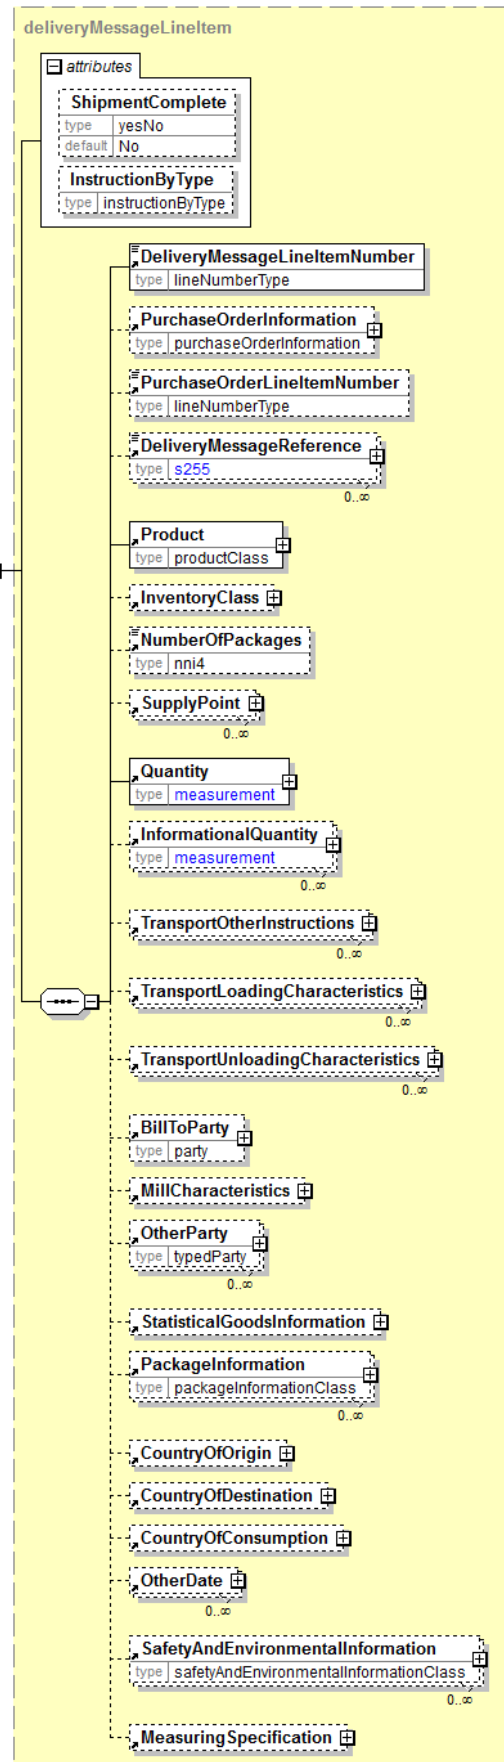 deliveryMessageLineItem
attributes
ShipmentComplete
type yesNo
default No
InstructionByType
type instructionByType
DeliveryMessageLineItemNumber
type lineNumberType
PurchaseOrderInformation
type purchaseOrderInformation
PurchaseOrderLineItemNumber
type lineNumberType
DeliveryMessageReference
type s255
0..∞
Product
type productClass
InventoryClass
NumberOfPackages
type nni4
SupplyPoint
0..∞
Quantity
type measurement
InformationalQuantity
type measurement
0..∞
TransportOtherInstructions
0..∞
TransportLoadingCharacteristics
0..∞
TransportUnloadingCharacteristics
0..∞
BillToParty
type party
MillCharacteristics
OtherParty
type typedParty
0..∞
StatisticalGoodsInformation
PackageInformation
type packageInformationClass
0..∞
CountryOfOrigin
CountryOfDestination
CountryOfConsumption
OtherDate
0..∞
SafetyAndEnvironmentalInformation
type safetyAndEnvironmentalInformationClass
0..∞
MeasuringSpecification